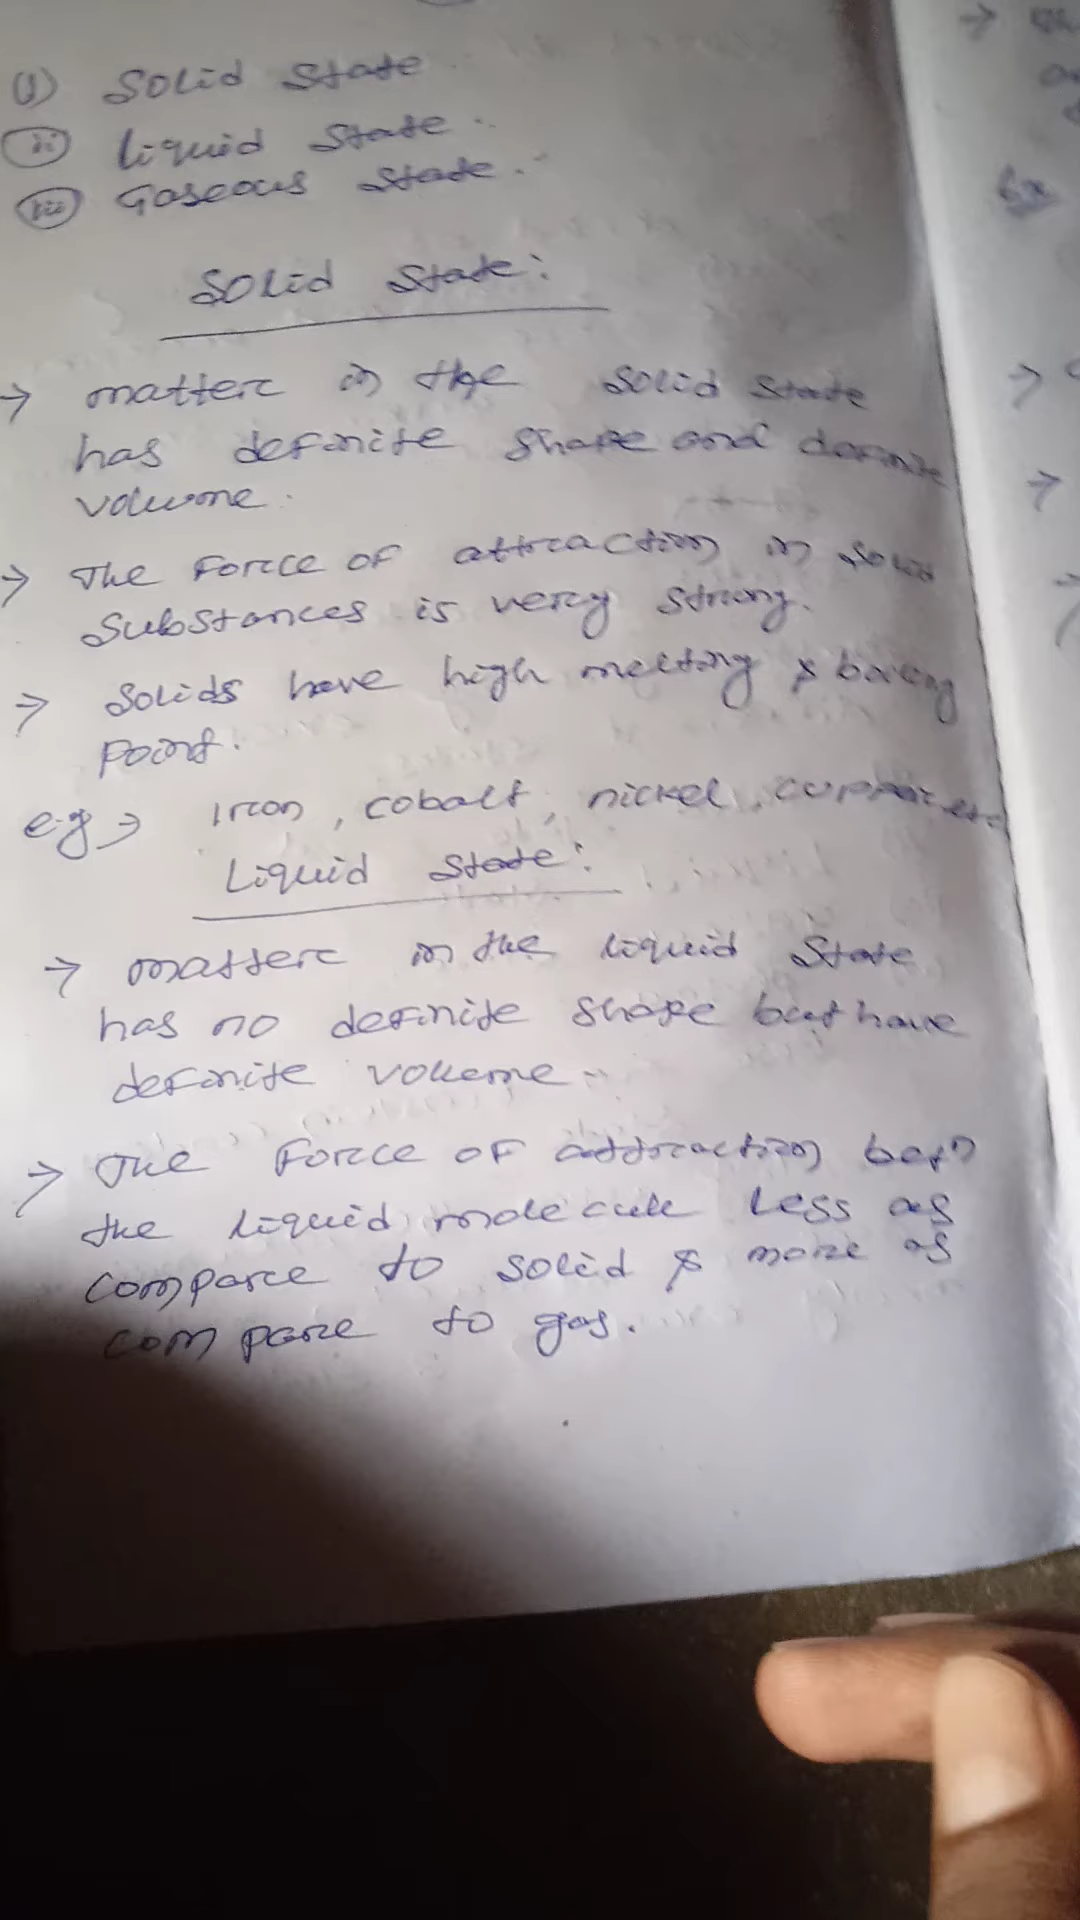 (i) Solid State
(ii) Liquid State
(iii) Gaseous State.
Solid State:
→ matter in the Solid State
has definite shape and definite
volume.
→ The Force of attraction in solid
Substances is very strong.
→ Solids have high melting & boiling
Point.
e.g → Iron, cobalt, nickel, copper etc.
Liquid State:
→ matter in the liquid State
has no definite shape but have
definite volume
→ The Force of attraction betn
the liquid molecule Less as
compare to solid & more as
compare to gas.